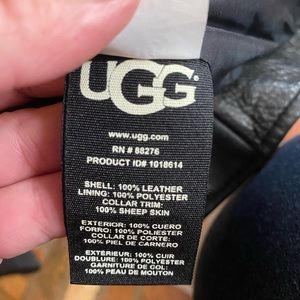 UGG
www.ugg.com
RN # 88276
PRODUCT ID# 1018614
SHELL: 100% LEATHER
LINING: 100% POLYESTER
COLLAR TRIM:
100% SHEEP SKIN
EXTERIOR: 100% CUERO
FORRO: 100% POLIESTER
COLLAR DE CORTE:
100% PIEL DE CARNERO
EXTÉRIEUR: 100% CUIR
DOUBLURE: 100% POLYESTER
GARNITURE DE COL:
100% PEAU DE MOUTON